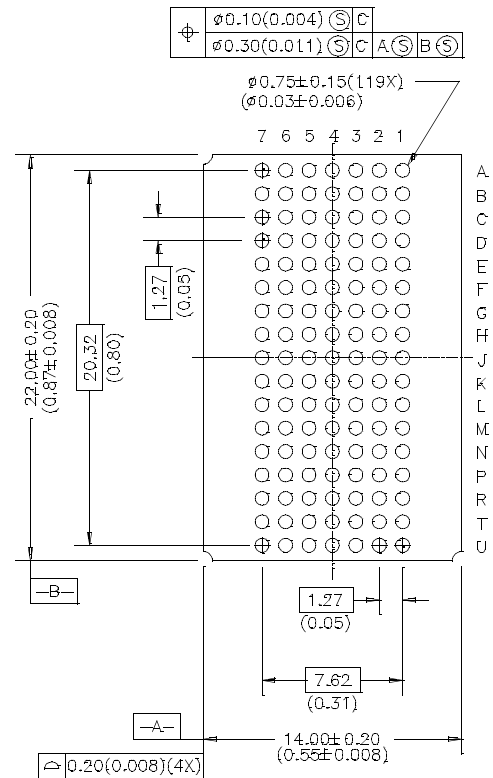 ⌀0.10(0.004) Ⓢ C
⌀0.30(0.011) Ⓢ C A Ⓢ B Ⓢ
⌀0.75±0.15(119X)
(⌀0.03±0.006)
7 6 5 4 3 2 1
A
B
C
D
E
F
G
H
J
K
L
M
N
P
R
T
U
22.00±0.20
(0.87±0.008)
20.32
(0.80)
1.27
(0.05)
-B-
1.27
(0.05)
7.62
(0.31)
-A-
14.00±0.20
(0.55±0.008)
0.20(0.008)(4X)